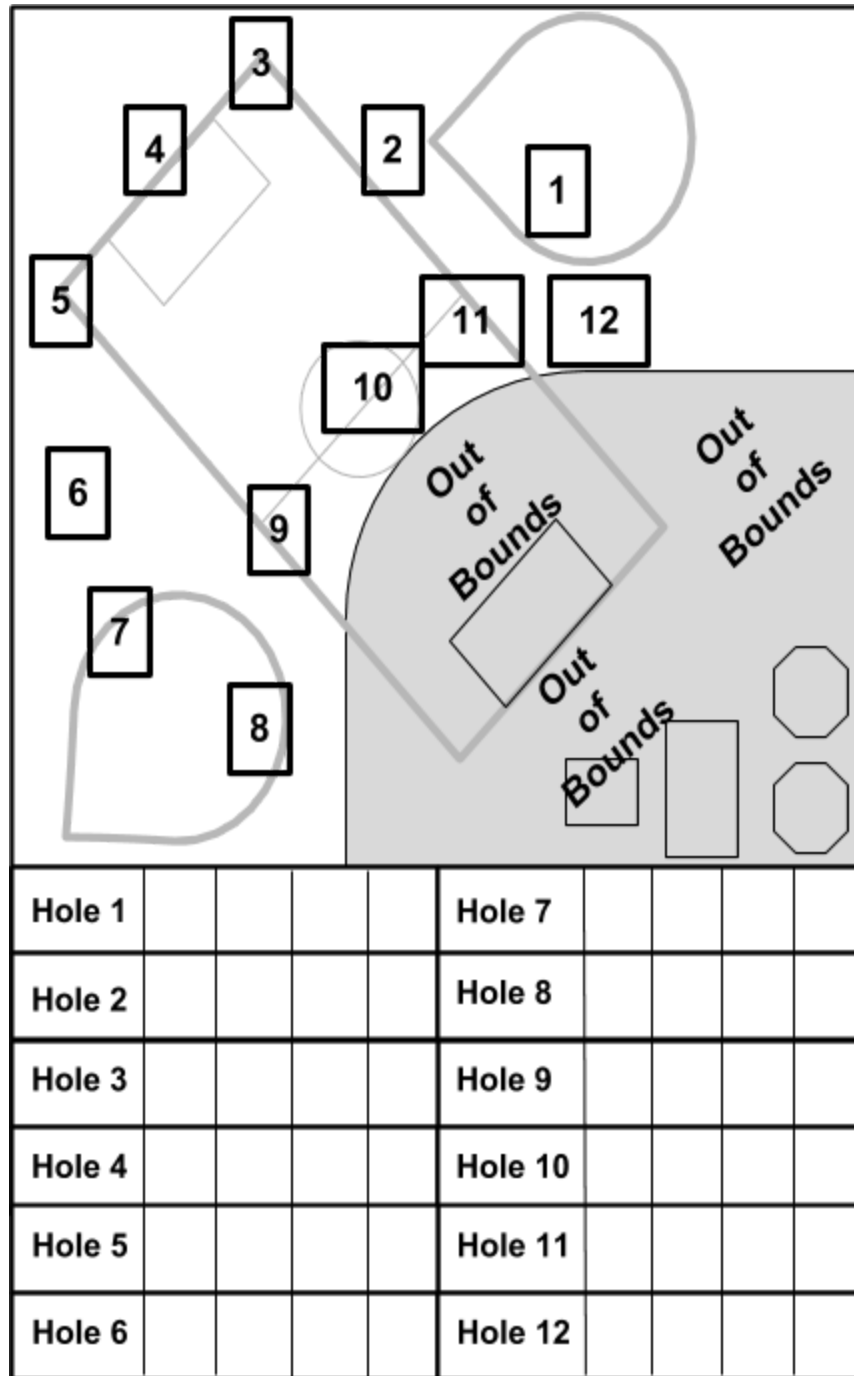 3
4
2
1
5
11
12
10
6
9
7
8
Out
of
Bounds
Out
of
Bounds
Out
of
Bounds
Hole 1
Hole 7
Hole 2
Hole 8
Hole 3
Hole 9
Hole 4
Hole 10
Hole 5
Hole 11
Hole 6
Hole 12